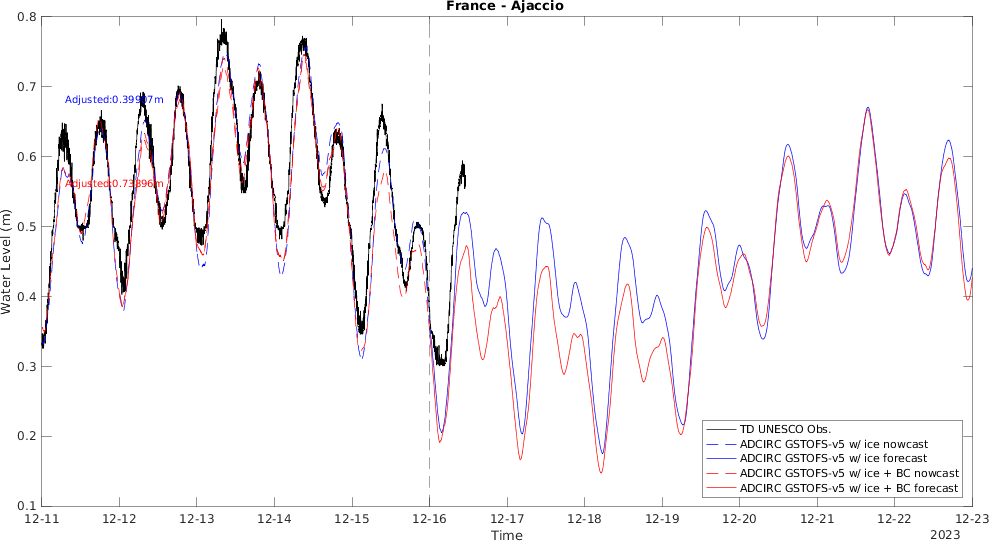 France - Ajaccio
0.8
0.7
0.6
0.5
0.4
0.3
0.2
0.1
Water Level (m)
Adjusted:0.39907m
Adjusted:0.73896m
TD UNESCO Obs.
ADCIRC GSTOFS-v5 w/ ice nowcast
ADCIRC GSTOFS-v5 w/ ice forecast
ADCIRC GSTOFS-v5 w/ ice + BC nowcast
ADCIRC GSTOFS-v5 w/ ice + BC forecast
12-11 12-12 12-13 12-14 12-15 12-16 12-17 12-18 12-19 12-20 12-21 12-22 12-23
Time
2023